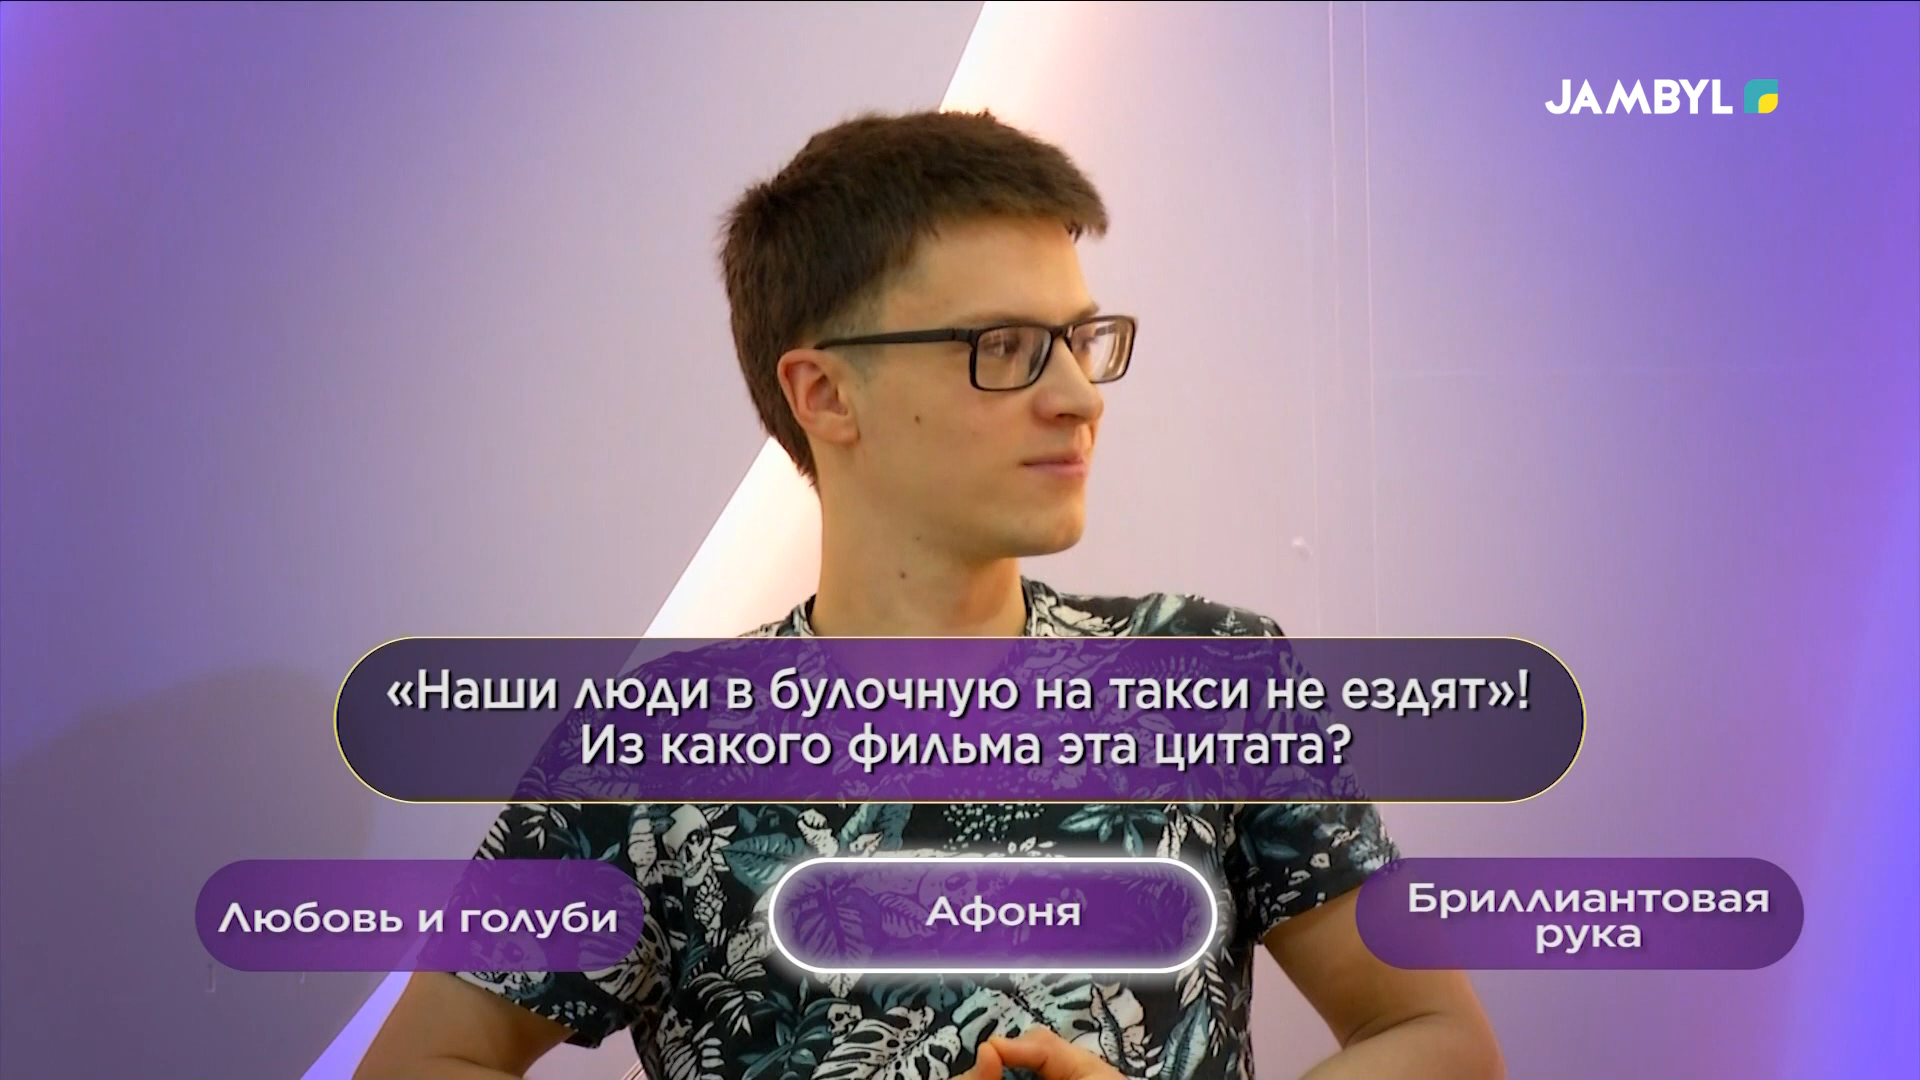 JAMBYL
«Наши люди в булочную на такси не ездят»!
Из какого фильма эта цитата?
Любовь и голуби
Афоня
Бриллиантовая
рука